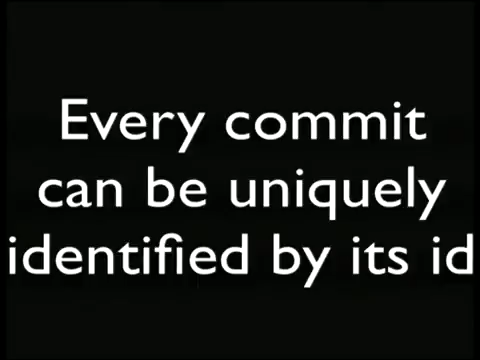 Every commit
can be uniquely
identified by its id